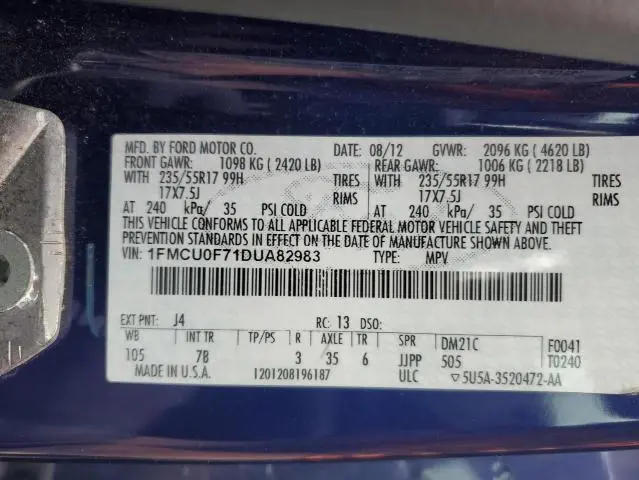 MFD. BY FORD MOTOR CO. DATE: 08/12 GVWR: 2096 KG ( 4620 LB)
FRONT GAWR: 1098 KG ( 2420 LB) REAR GAWR: 1006 KG ( 2218 LB)
WITH 235/55R17 99H TIRES WITH 235/55R17 99H TIRES
17X7.5J RIMS 17X7.5J RIMS
AT 240 kPa/ 35 PSI COLD AT 240 kPa/ 35 PSI COLD
THIS VEHICLE CONFORMS TO ALL APPLICABLE FEDERAL MOTOR VEHICLE SAFETY AND THEFT
PREVENTION STANDARDS IN EFFECT ON THE DATE OF MANUFACTURE SHOWN ABOVE.
VIN: 1FMCU0F71DUA82983 TYPE: MPV
EXT PNT: J4 RC: 13 DSO:
WB INT TR TP/PS R AXLE TR SPR DM21C F0041
105 7B 3 35 6 JJPP 505 T0240
MADE IN U.S.A. 1201208196187 ULC ▽5U5A-3520472-AA